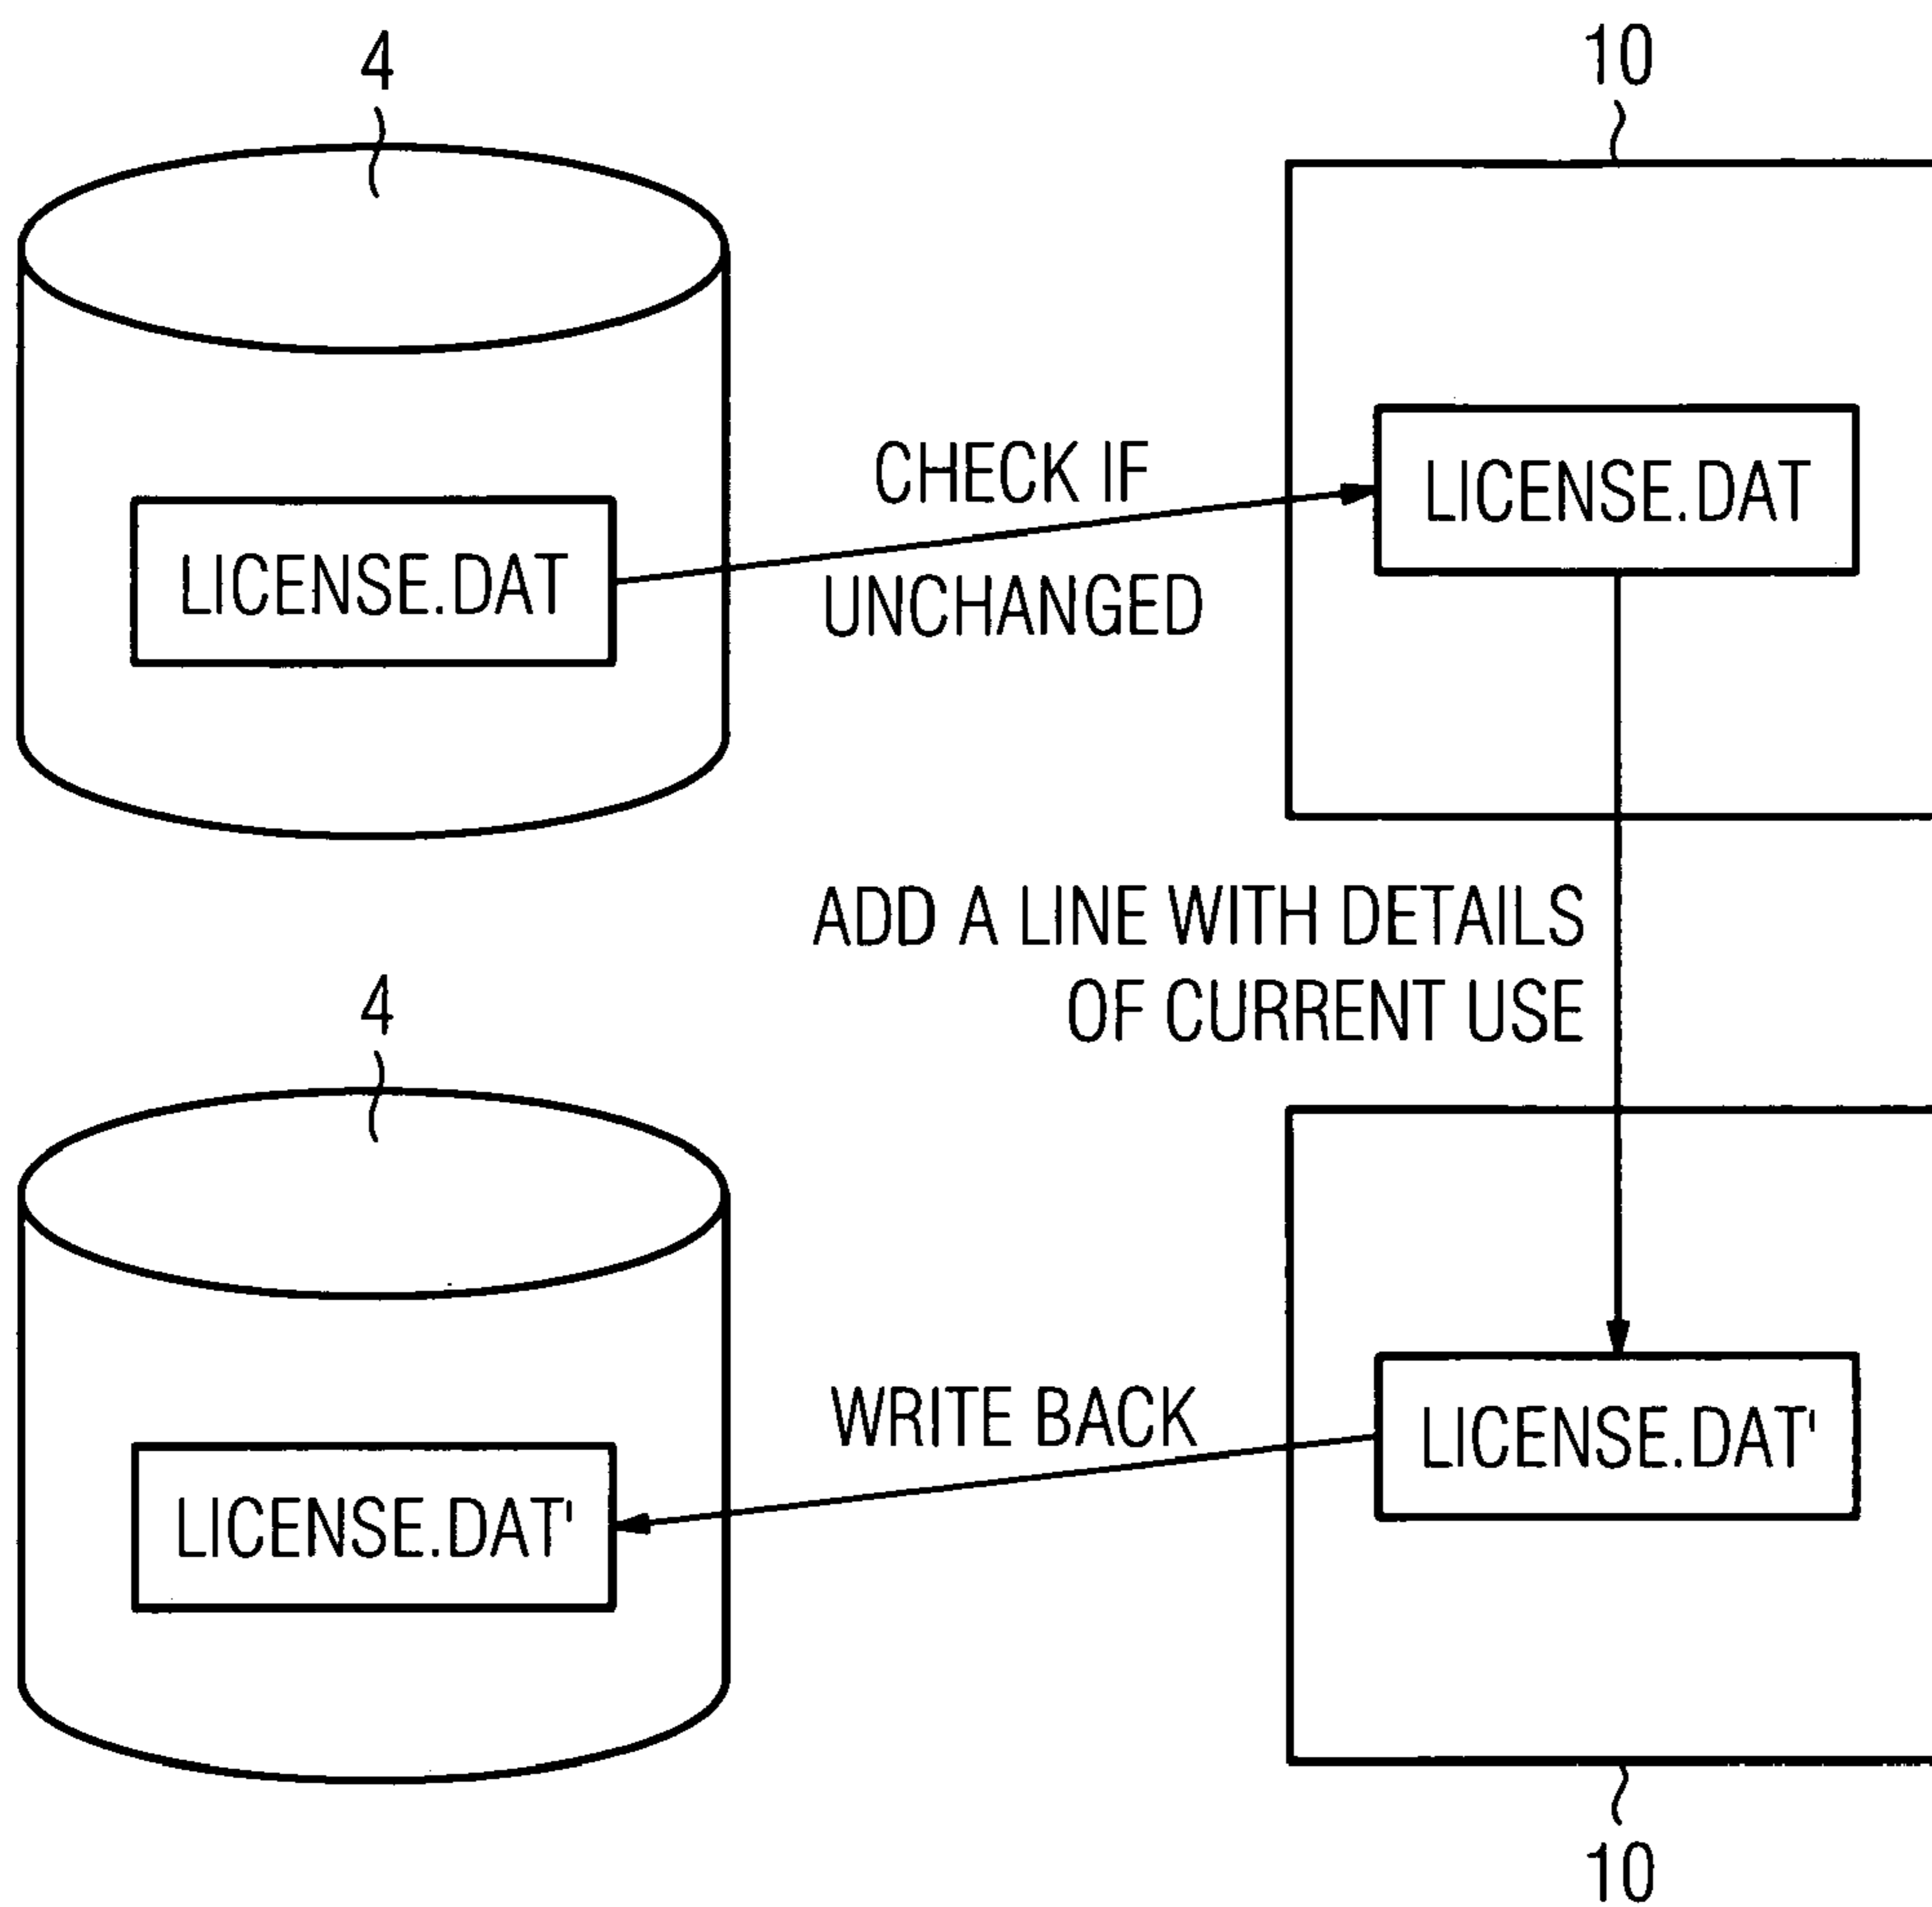 4
10
CHECK IF
LICENSE.DAT
LICENSE.DAT
UNCHANGED
ADD A LINE WITH DETAILS
OF CURRENT USE
4
WRITE BACK
LICENSE.DAT'
LICENSE.DAT'
10